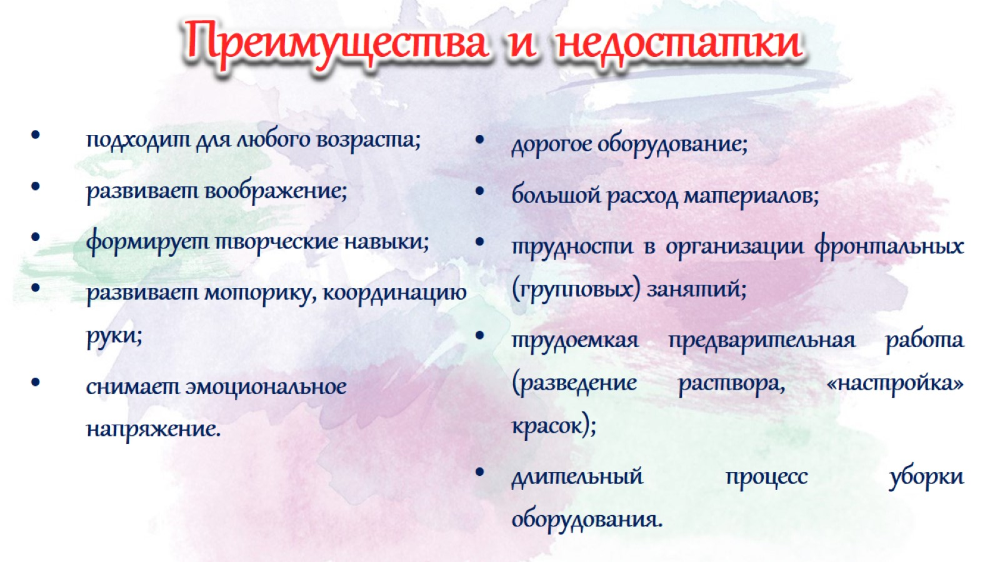 Преимущества и недостатки
• подходит для любого возраста;
• развивает воображение;
• формирует творческие навыки;
• развивает моторику, координацию
руки;
• снимает эмоциональное
напряжение.
• дорогое оборудование;
• большой расход материалов;
• трудности в организации фронтальных
(групповых) занятий;
• трудоемкая предварительная работа
(разведение раствора, «настройка»
красок);
• длительный процесс уборки
оборудования.